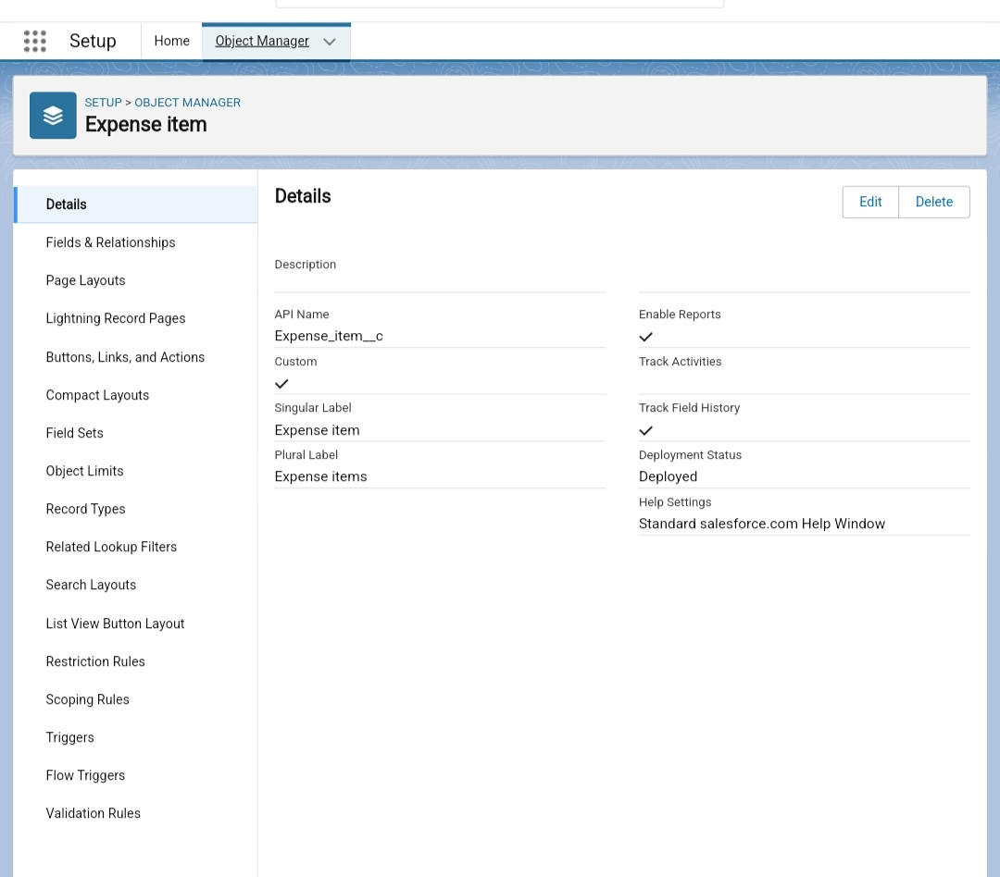 Setup Home Object Manager
SETUP > OBJECT MANAGER
Expense item
Details
Fields & Relationships
Page Layouts
Lightning Record Pages
Buttons, Links, and Actions
Compact Layouts
Field Sets
Object Limits
Record Types
Related Lookup Filters
Search Layouts
List View Button Layout
Restriction Rules
Scoping Rules
Triggers
Flow Triggers
Validation Rules
Details
Edit Delete
Description
API Name
Expense_item__c
Custom
Singular Label
Expense item
Plural Label
Expense items
Enable Reports
Track Activities
Track Field History
Deployment Status
Deployed
Help Settings
Standard salesforce.com Help Window